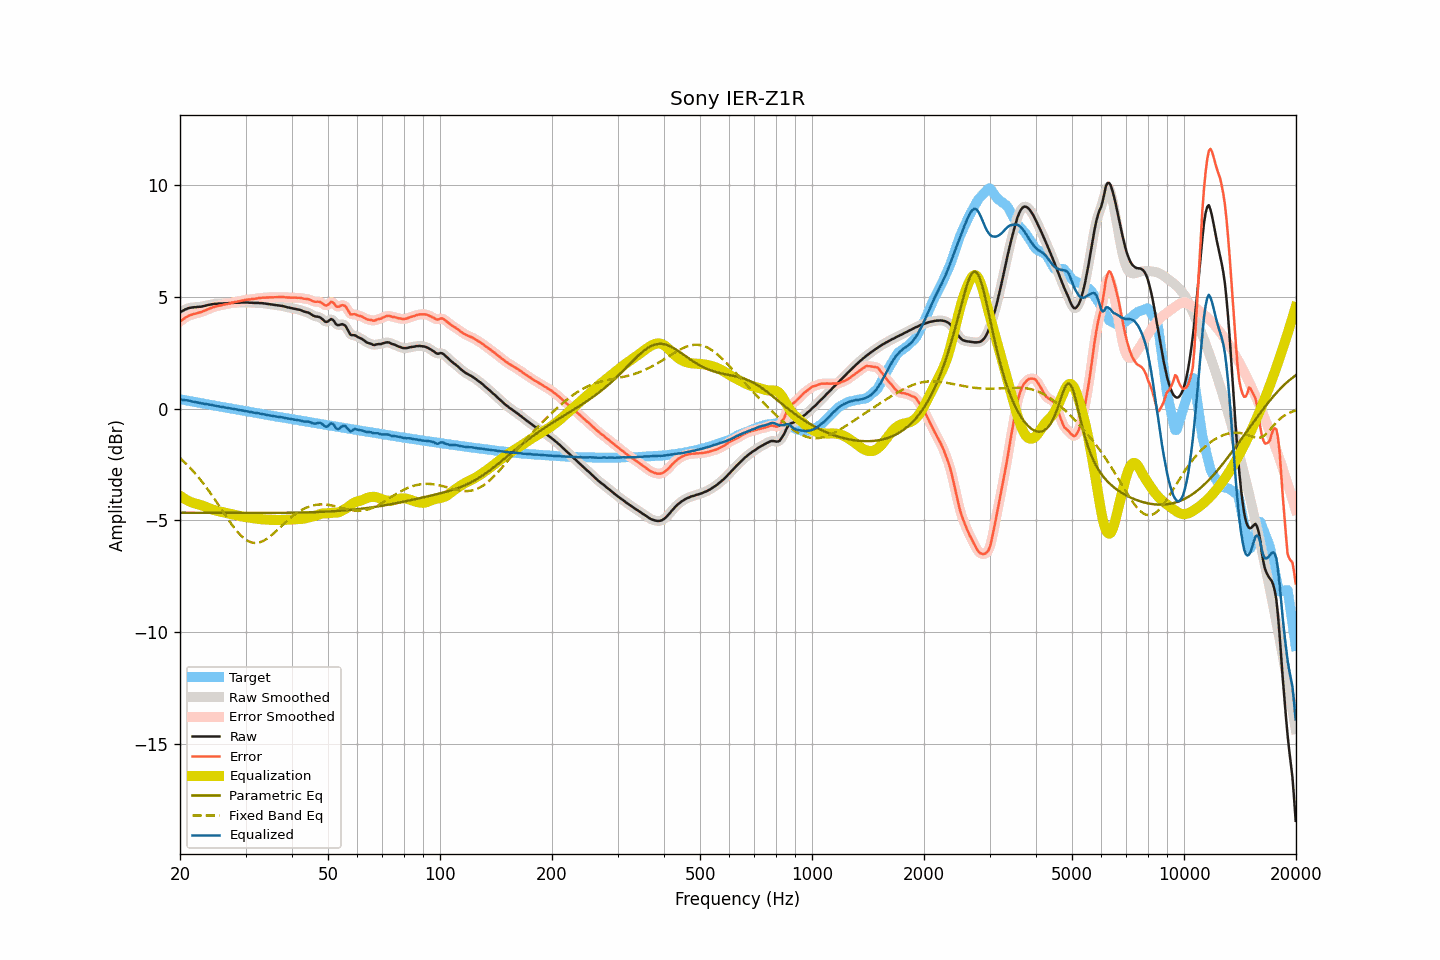 Sony IER-Z1R
Amplitude (dBr)
10
5
0
−5
−10
−15
Target
Raw Smoothed
Error Smoothed
Raw
Error
Equalization
Parametric Eq
Fixed Band Eq
Equalized
20 50 100 200 500 1000 2000 5000 10000 20000
Frequency (Hz)